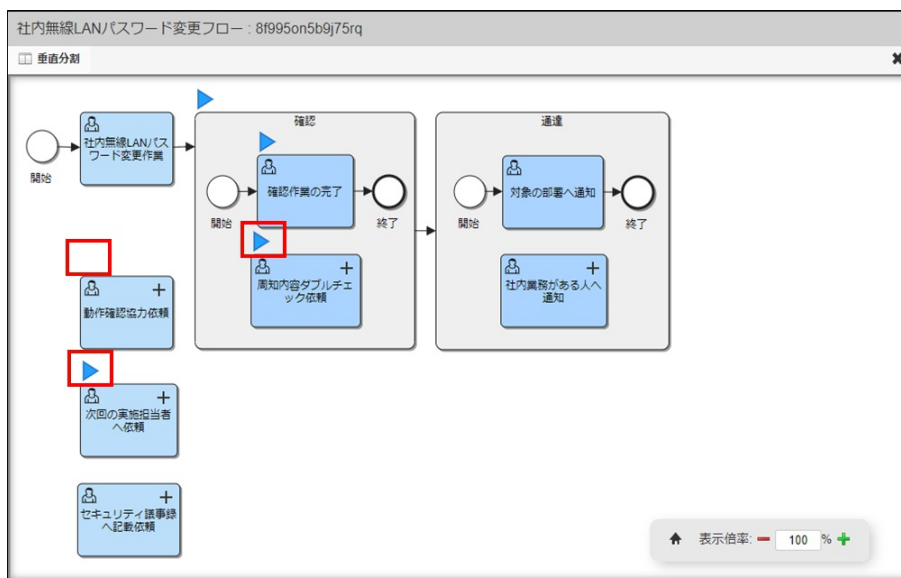 社内無線LANパスワード変更フロー : 8f995on5b9j75rq
垂直分割
確認
通達
社内無線LANパス
ワード変更作業
開始
確認作業の完了
開始
終了
対象の部署へ通知
開始
終了
動作確認協力依頼
周知内容ダブルチェ
ック依頼
社内業務がある人へ
通知
次回の実施担当者
へ依頼
セキュリティ議事録
へ記載依頼
表示倍率: 100 %